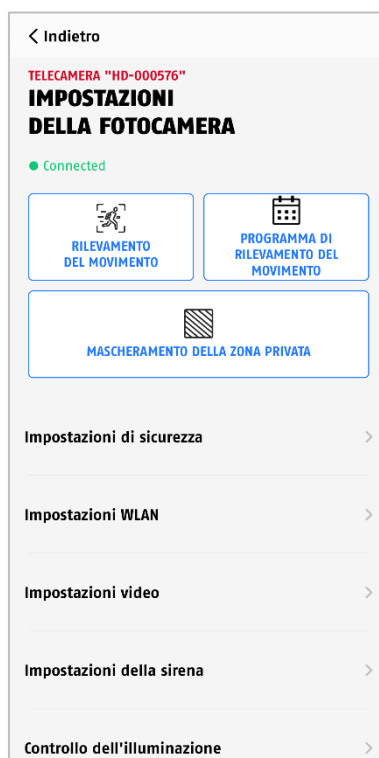 Indietro
TELECAMERA "HD-000576"
IMPOSTAZIONI
DELLA FOTOCAMERA
Connected
RILEVAMENTO
DEL MOVIMENTO
PROGRAMMA DI
RILEVAMENTO DEL
MOVIMENTO
MASCHERAMENTO DELLA ZONA PRIVATA
Impostazioni di sicurezza
Impostazioni WLAN
Impostazioni video
Impostazioni della sirena
Controllo dell'illuminazione